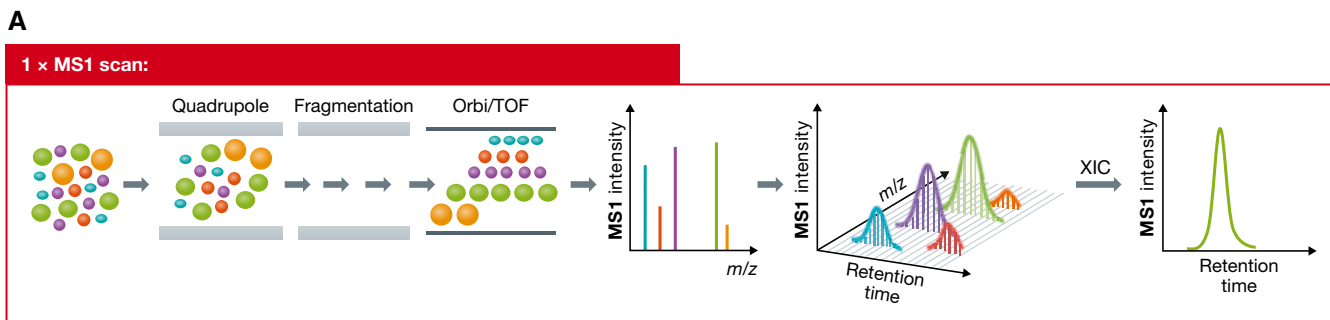 A
1 × MS1 scan:
Quadrupole
Fragmentation
Orbi/TOF
MS1 intensity
m/z
MS1 intensity
m/z
Retention
time
XIC
MS1 intensity
Retention
time